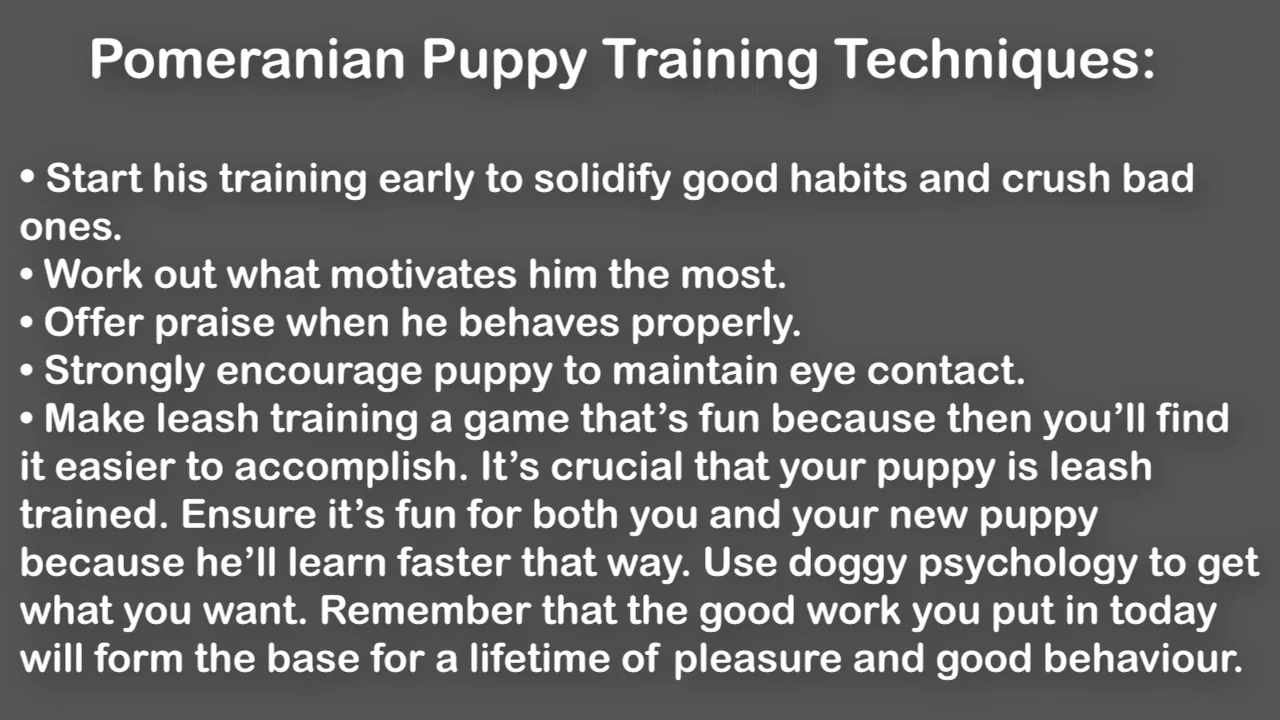 Pomeranian Puppy Training Techniques:
• Start his training early to solidify good habits and crush bad
ones.
• Work out what motivates him the most.
• Offer praise when he behaves properly.
• Strongly encourage puppy to maintain eye contact.
• Make leash training a game that’s fun because then you’ll find
it easier to accomplish. It’s crucial that your puppy is leash
trained. Ensure it’s fun for both you and your new puppy
because he’ll learn faster that way. Use doggy psychology to get
what you want. Remember that the good work you put in today
will form the base for a lifetime of pleasure and good behaviour.